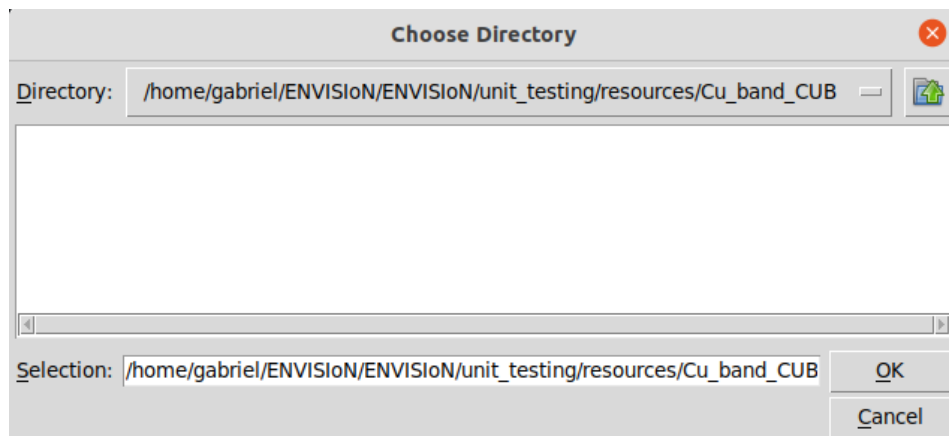 Choose Directory
Directory: /home/gabriel/ENVISIoN/ENVISIoN/unit_testing/resources/Cu_band_CUB
Selection: /home/gabriel/ENVISIoN/ENVISIoN/unit_testing/resources/Cu_band_CUB OK
Cancel